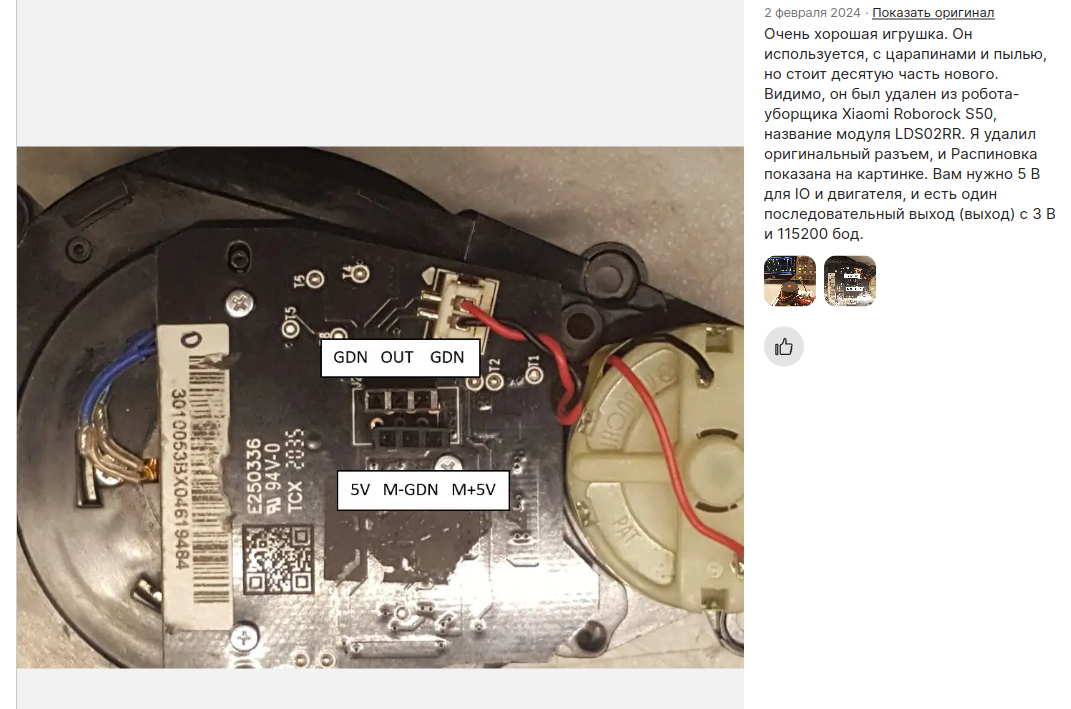 2 февраля 2024 · Показать оригинал
Очень хорошая игрушка. Он
используется, с царапинами и пылью,
но стоит десятую часть нового.
Видимо, он был удален из робота-
уборщика Xiaomi Roborock S50,
название модуля LDS02RR. Я удалил
оригинальный разъем, и Распиновка
показана на картинке. Вам нужно 5 В
для IO и двигателя, и есть один
последовательный выход (выход) с 3 В
и 115200 бод.
T6
T4
T5
GDN OUT GDN
T2
T1
5V M-GDN M+5V
3010053BX04619484
E250336
94V-0
TCX 2035
PAT